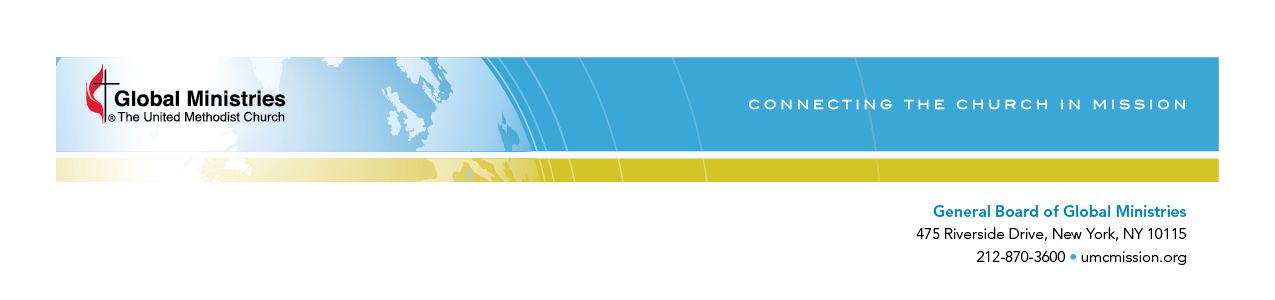 Global Ministries
® The United Methodist Church
CONNECTING THE CHURCH IN MISSION
General Board of Global Ministries
475 Riverside Drive, New York, NY 10115
212-870-3600 • umcmission.org